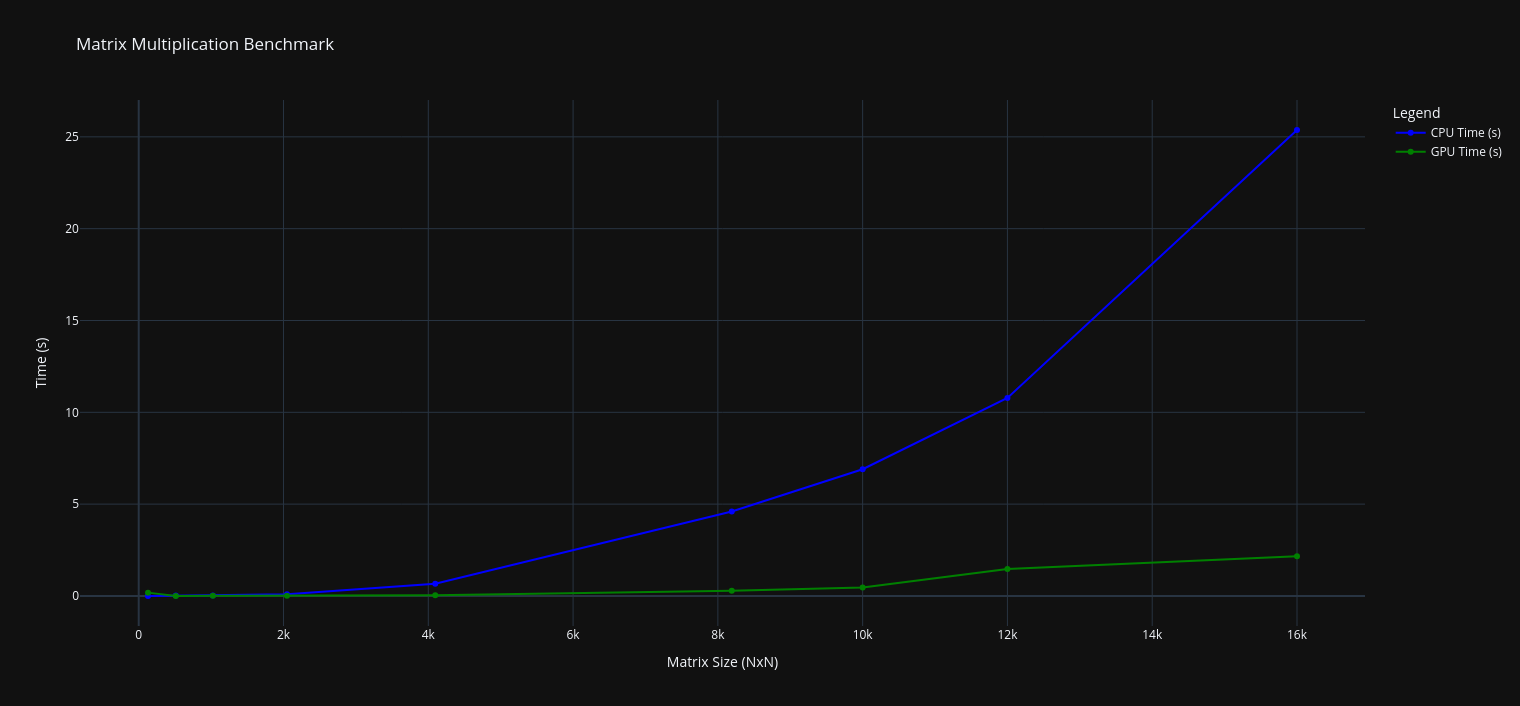 Matrix Multiplication Benchmark
Legend
CPU Time (s)
GPU Time (s)
25
20
15
10
5
0
Time (s)
0 2k 4k 6k 8k 10k 12k 14k 16k
Matrix Size (NxN)